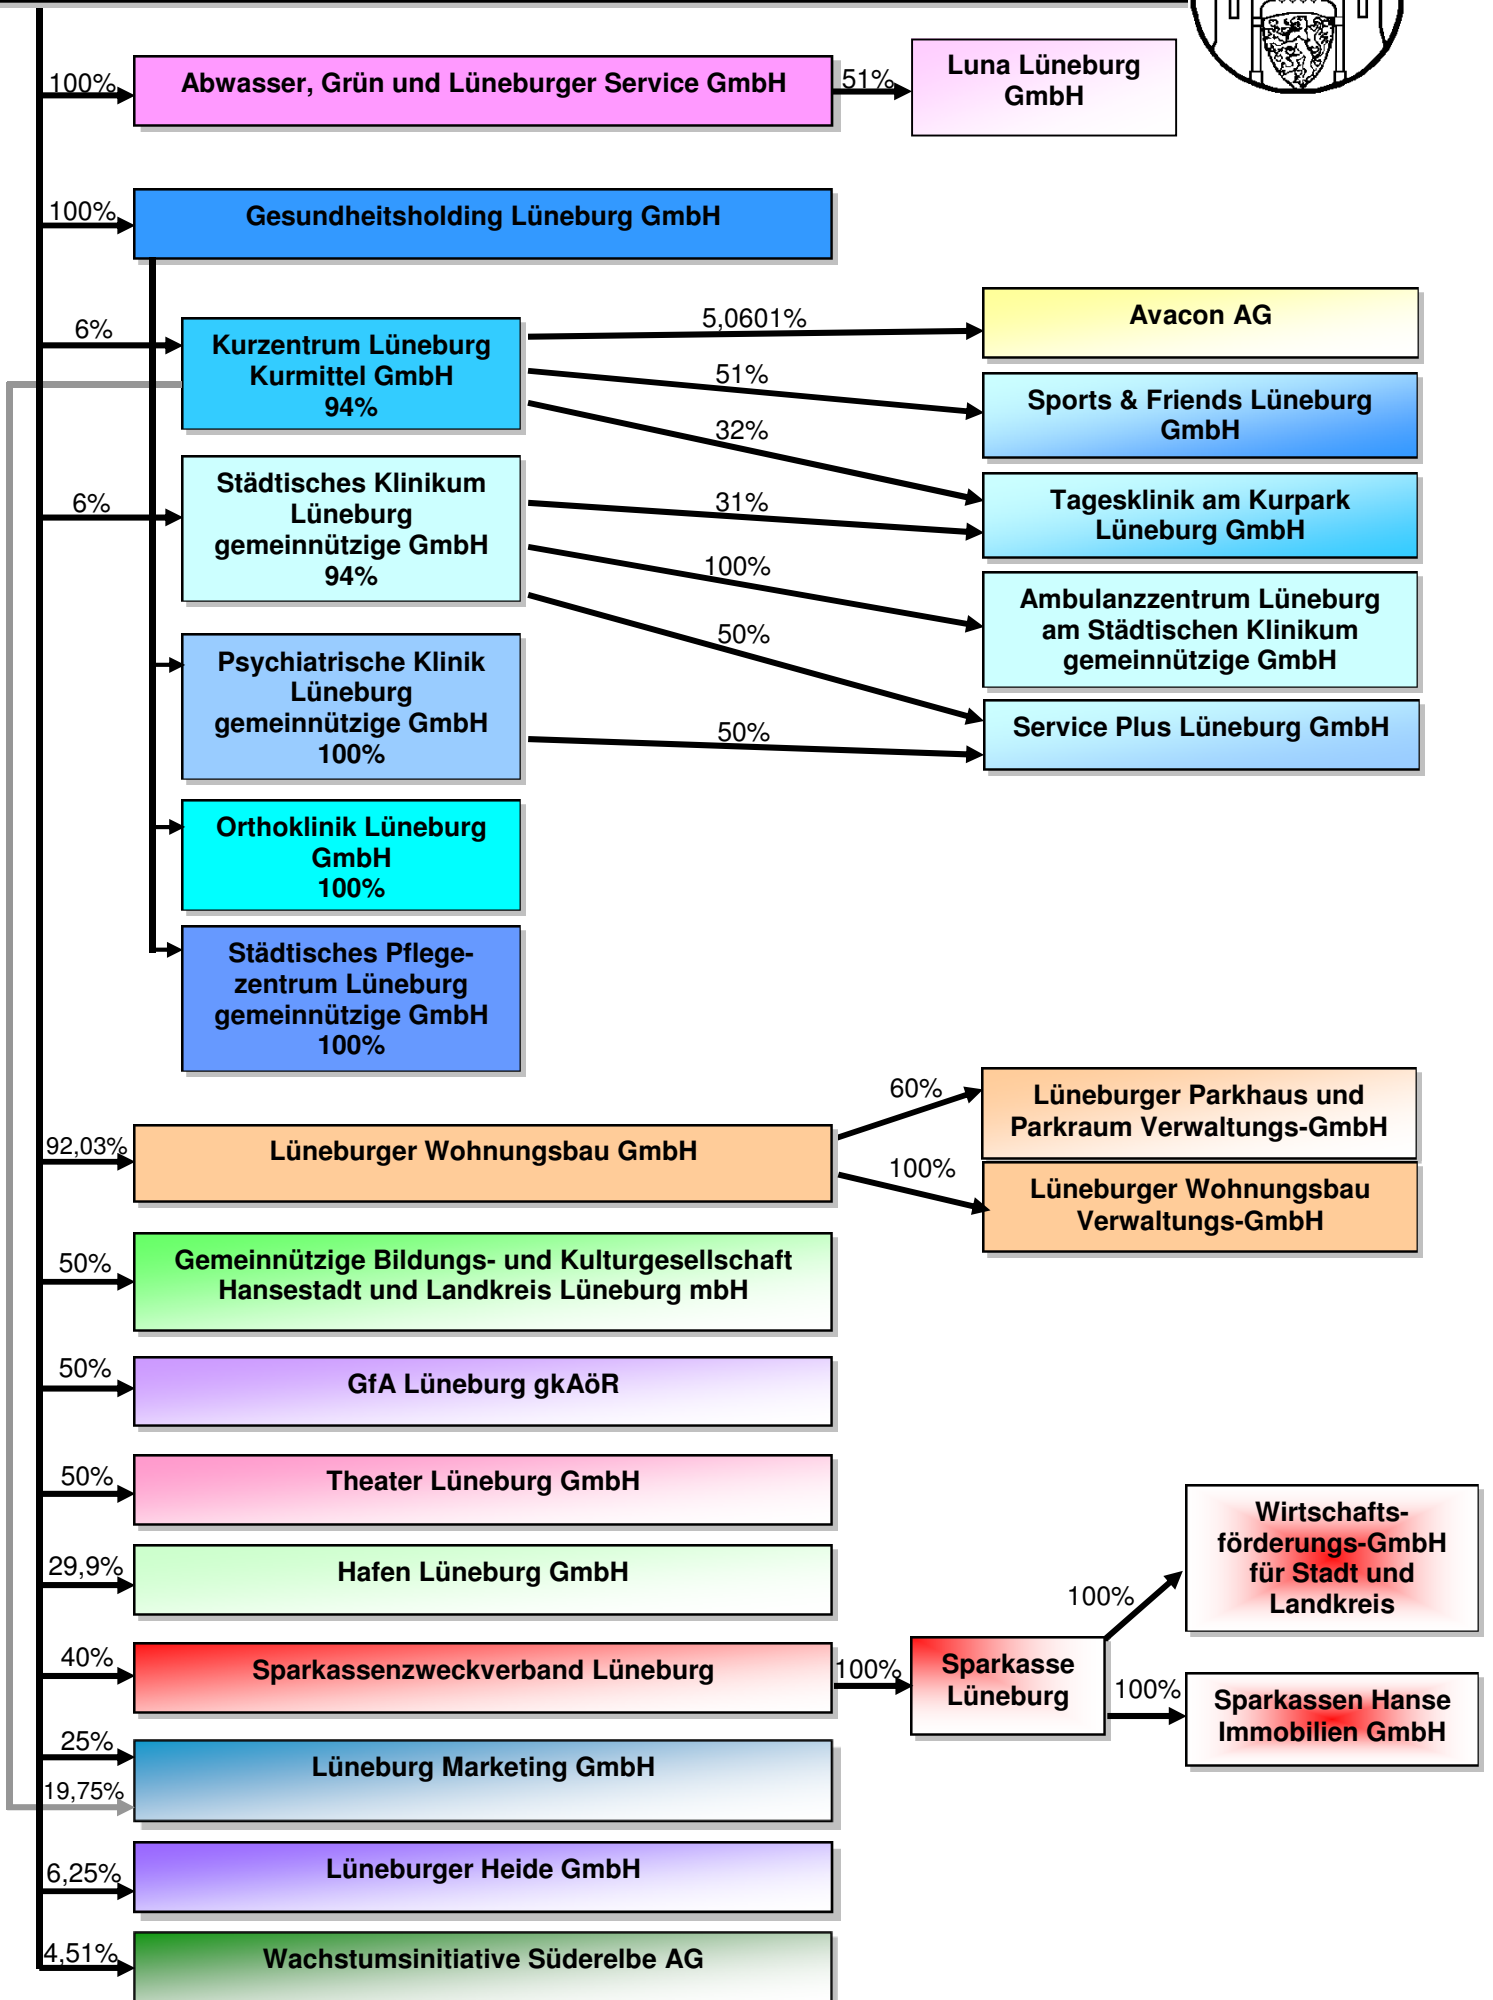 100%
Abwasser, Grün und Lüneburger Service GmbH
51%
Luna Lüneburg
GmbH
100%
Gesundheitsholding Lüneburg GmbH
6%
Kurzentrum Lüneburg
Kurmittel GmbH
94%
5,0601%
Avacon AG
51%
Sports & Friends Lüneburg
GmbH
32%
6%
Städtisches Klinikum
Lüneburg
gemeinnützige GmbH
94%
31%
Tagesklinik am Kurpark
Lüneburg GmbH
100%
Ambulanzzentrum Lüneburg
am Städtischen Klinikum
gemeinnützige GmbH
50%
Psychiatrische Klinik
Lüneburg
gemeinnützige GmbH
100%
50%
Service Plus Lüneburg GmbH
Orthoklinik Lüneburg
GmbH
100%
Städtisches Pflege-
zentrum Lüneburg
gemeinnützige GmbH
100%
92,03%
Lüneburger Wohnungsbau GmbH
60%
Lüneburger Parkhaus und
Parkraum Verwaltungs-GmbH
100%
Lüneburger Wohnungsbau
Verwaltungs-GmbH
50%
Gemeinnützige Bildungs- und Kulturgesellschaft
Hansestadt und Landkreis Lüneburg mbH
50%
GfA Lüneburg gkAöR
50%
Theater Lüneburg GmbH
29,9%
Hafen Lüneburg GmbH
40%
Sparkassenzweckverband Lüneburg
100%
Sparkasse
Lüneburg
100%
Wirtschafts-
förderungs-GmbH
für Stadt und
Landkreis
100%
Sparkassen Hanse
Immobilien GmbH
25%
Lüneburg Marketing GmbH
19,75%
6,25%
Lüneburger Heide GmbH
4,51%
Wachstumsinitiative Süderelbe AG